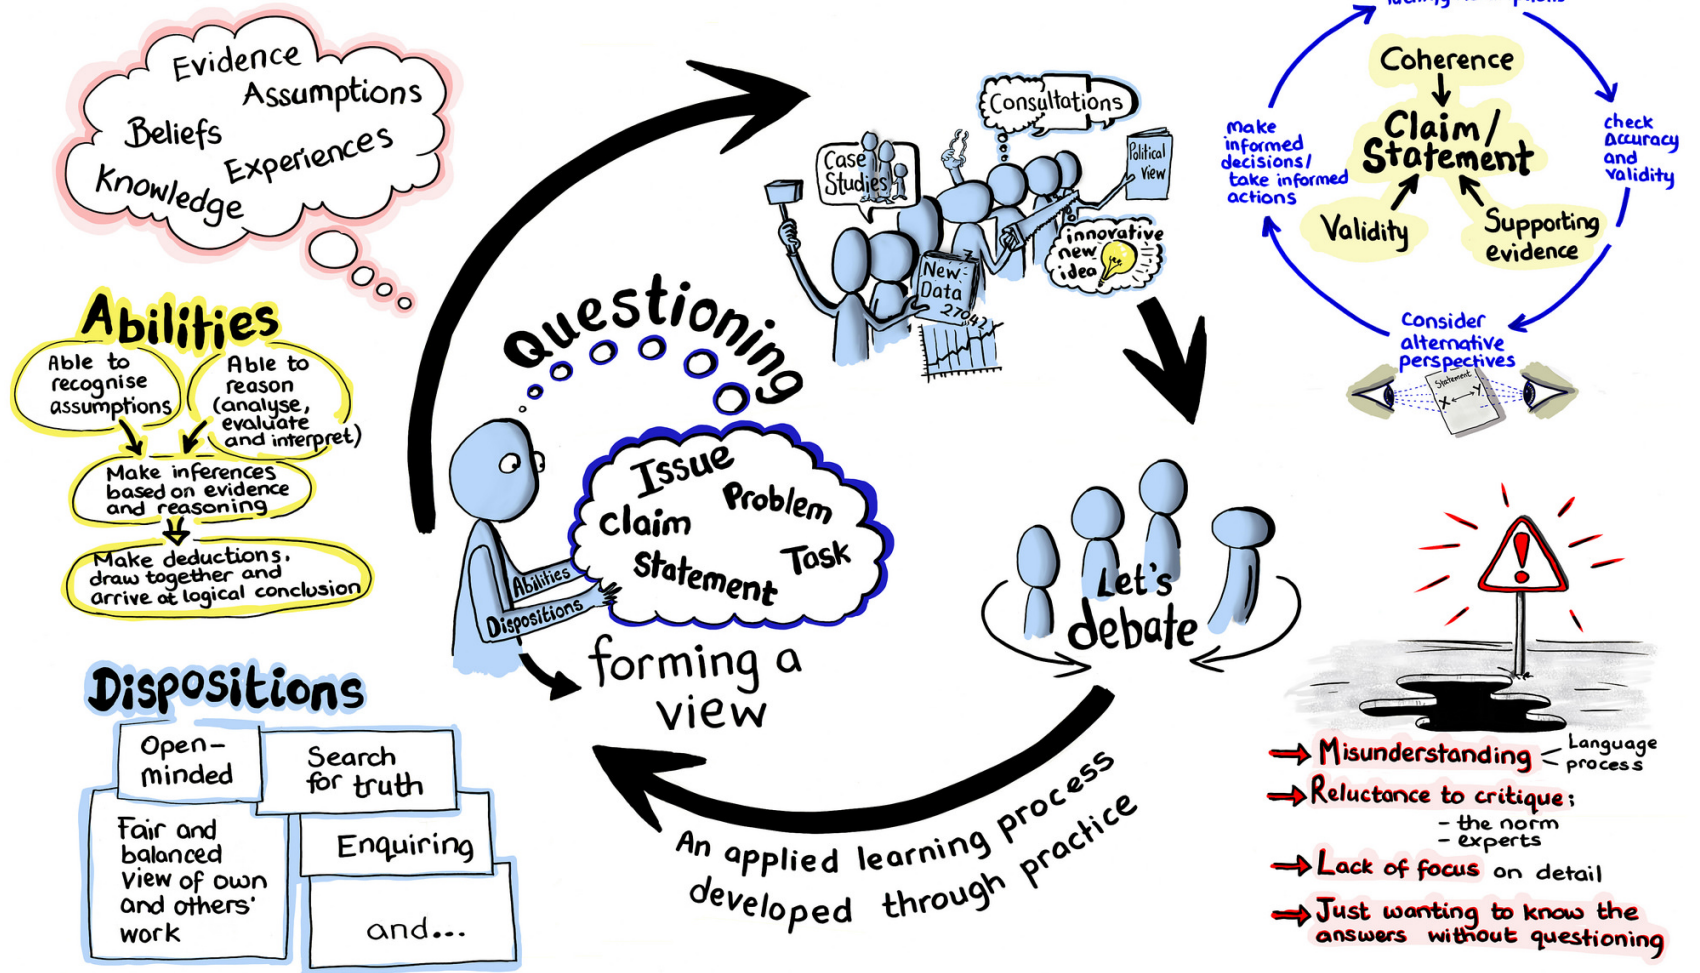 Evidence
Assumptions
Beliefs
Experiences
Knowledge
Abilities
Able to
recognise
assumptions
Able to
reason
(analyse,
evaluate
and interpret)
Make inferences
based on evidence
and reasoning
Make deductions,
draw together and
arrive at logical conclusion
Dispositions
Open-
minded
Search
for truth
Fair and
balanced
view of own
and others'
work
Enquiring
and...
Questioning
Issue
Problem
Claim
Statement
Task
Abilities
Dispositions
forming a
view
Consultations
Case
Studies
Political
View
innovative
new
idea
New
Data
27042
Let's
debate
An applied learning process
developed through practice
Coherence
Claim/
Statement
Validity
Supporting
evidence
check
accuracy
and
validity
Consider
alternative
perspectives
Statement
X ↔ Y
make
informed
decisions/
take informed
actions
!
Misunderstanding
Language
process
Reluctance to critique;
- the norm
- experts
Lack of focus on detail
Just wanting to know the
answers without questioning